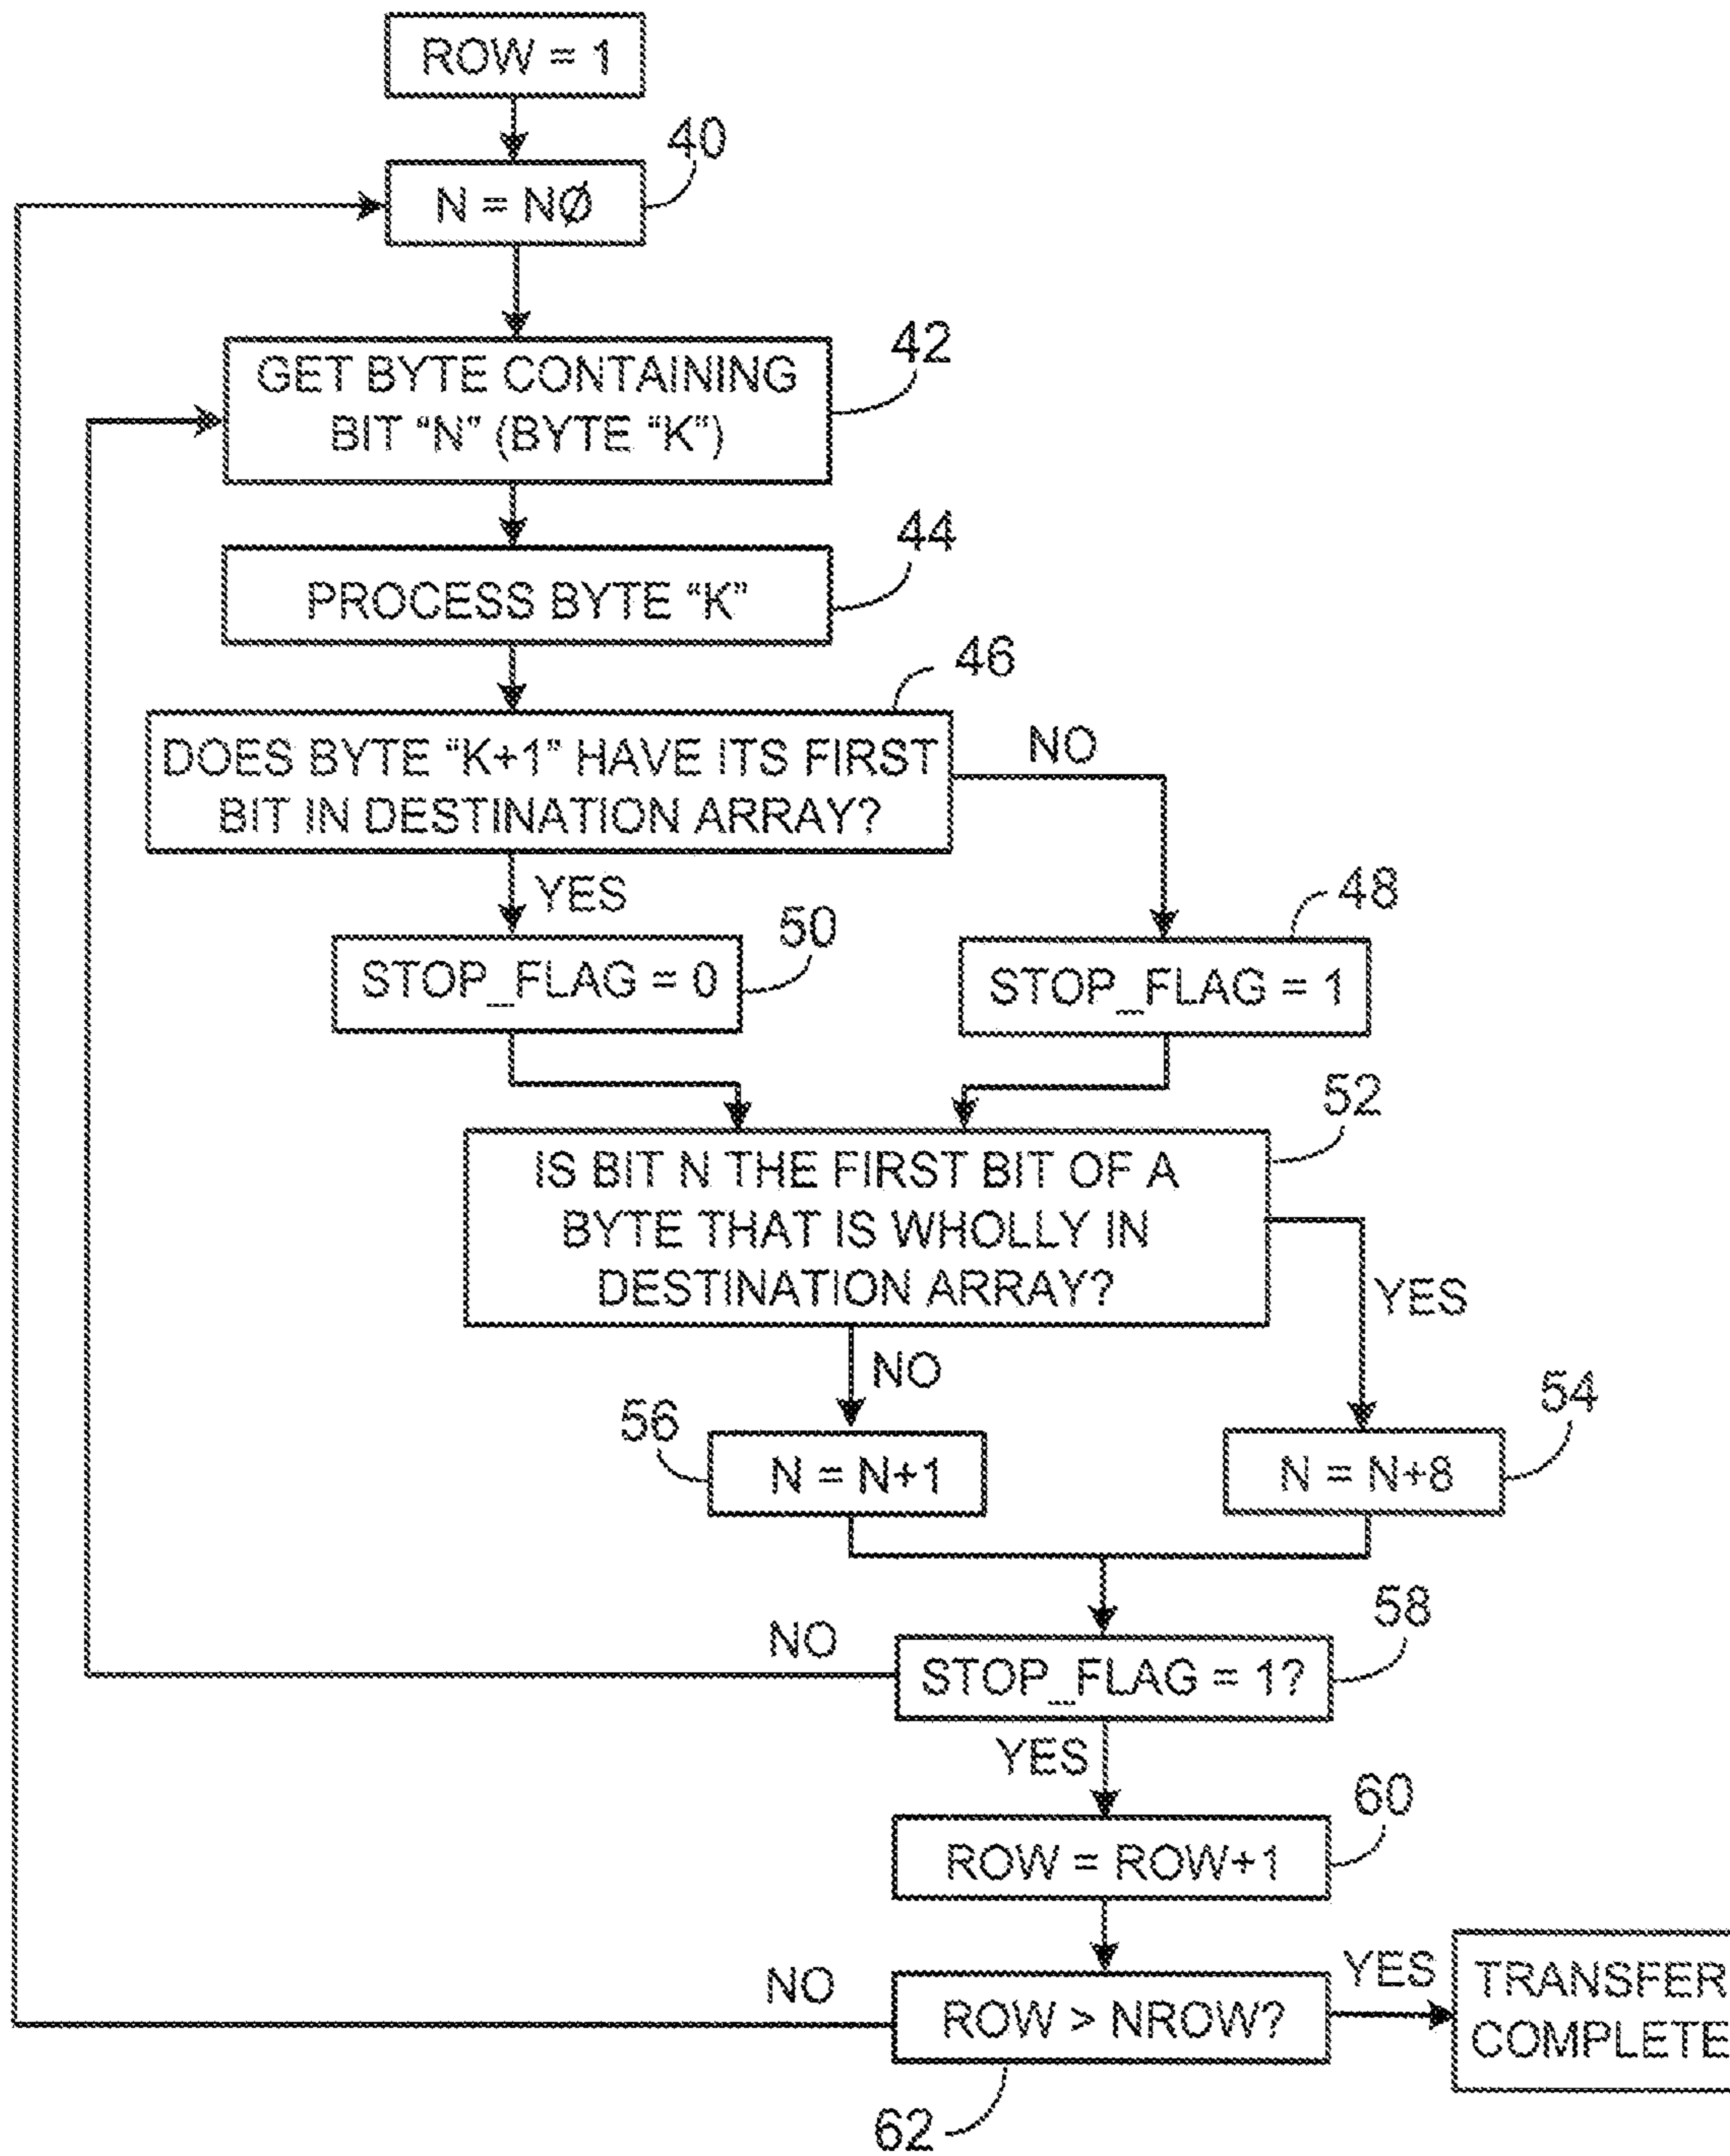 ROW = 1
40
N = NØ
42
GET BYTE CONTAINING
BIT "N" (BYTE "K")
44
PROCESS BYTE "K"
46
DOES BYTE "K+1" HAVE ITS FIRST
BIT IN DESTINATION ARRAY?
NO
YES
50
48
STOP_FLAG = 0
STOP_FLAG = 1
52
IS BIT N THE FIRST BIT OF A
BYTE THAT IS WHOLLY IN
DESTINATION ARRAY?
YES
NO
56
54
N = N+1
N = N+8
58
NO
STOP_FLAG = 1?
YES
60
ROW = ROW+1
NO
ROW > NROW?
YES
TRANSFER
COMPLETE
62